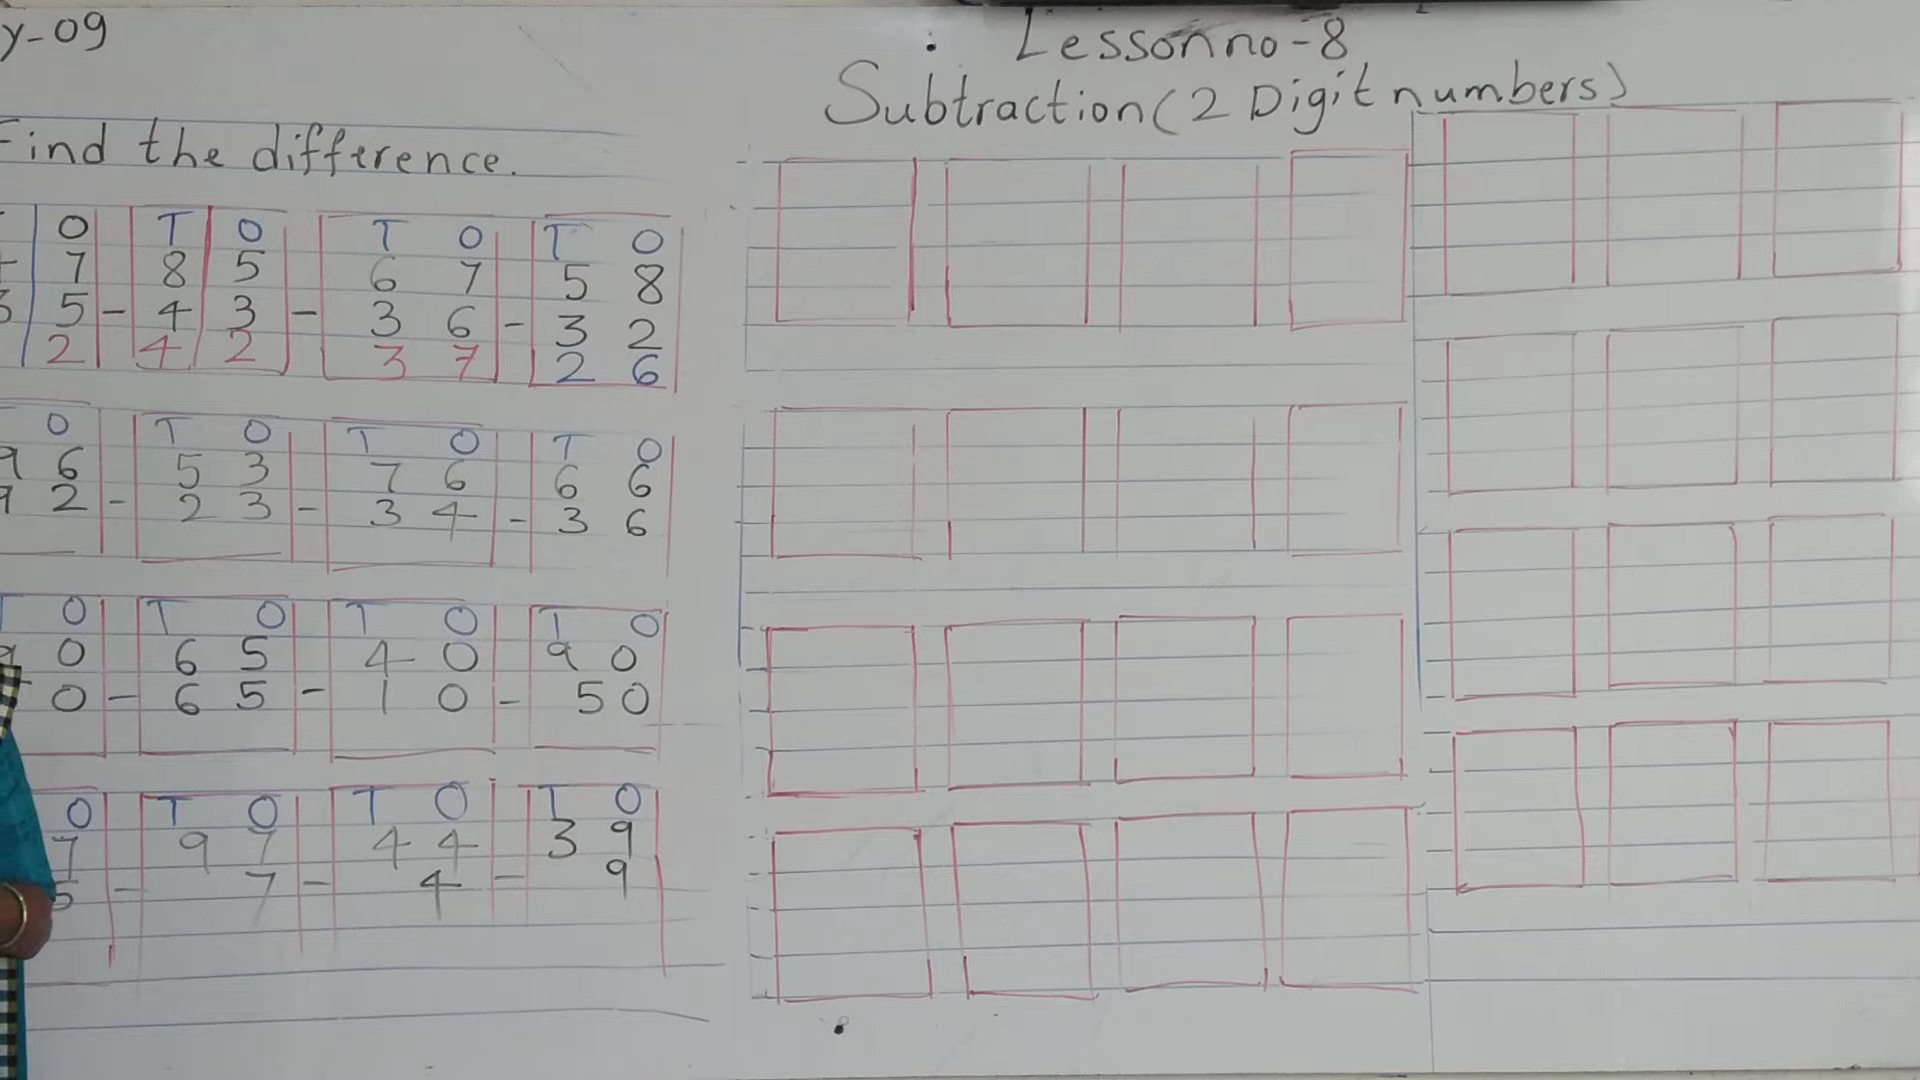 y-09
Lesson no-8
Subtraction (2 Digit numbers)
Find the difference.
O T O T O T O
7 8 5 6 7 5 8
5 - 4 3 - 3 6 - 3 2
2 4 2 3 7 2 6
O T O T O T O
9 6 5 3 7 6 6 6
2 - 2 3 - 3 4 - 3 6
T O T O T O T O
9 0 6 5 4 0 9 0
0 - 6 5 - 1 0 - 5 0
O T O T O T O
7 9 7 4 4 3 9
5 - 7 - 4 - 9